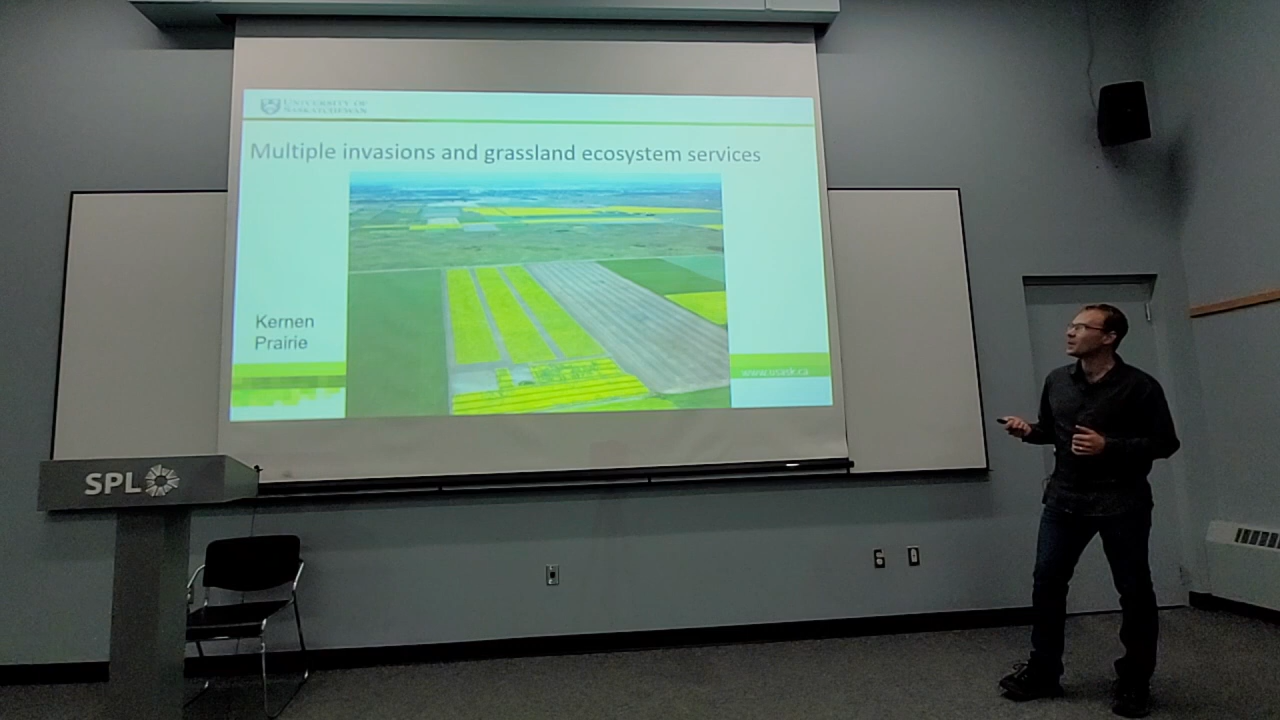 UNIVERSITY OF
SASKATCHEWAN
Multiple invasions and grassland ecosystem services
Kernen
Prairie
www.usask.ca
SPL